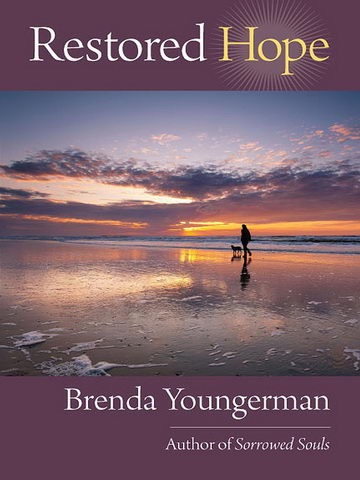 Restored Hope
Brenda Youngerman
Author of Sorrowed Souls